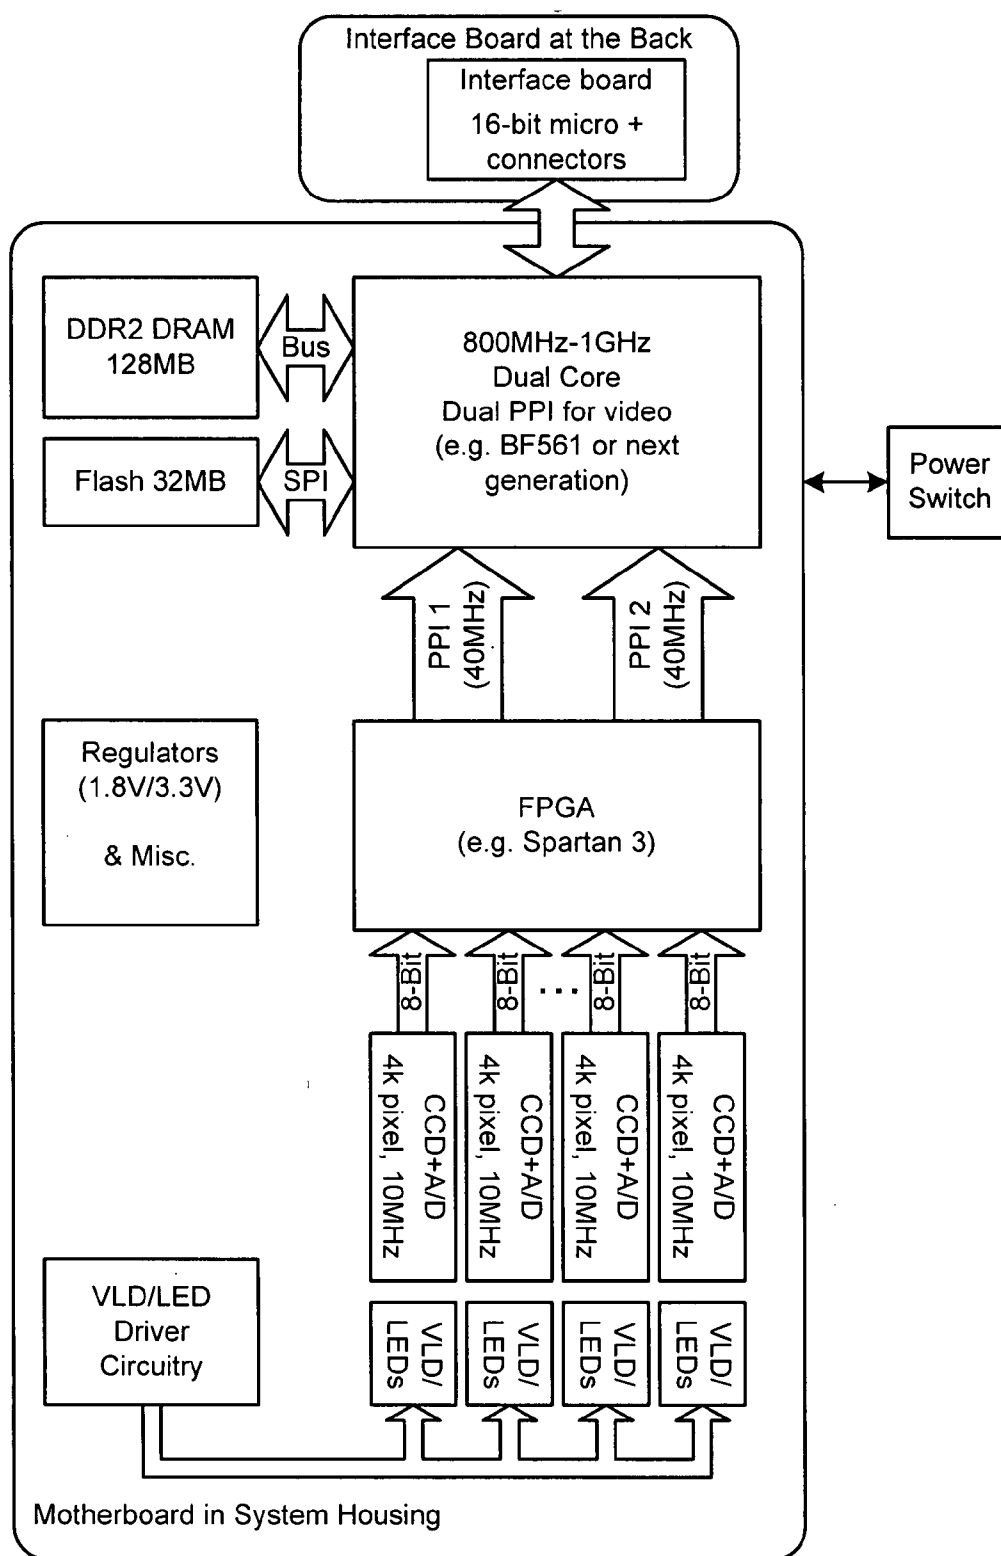 Interface Board at the Back
Interface board
16-bit micro +
connectors
DDR2 DRAM
128MB
Bus
800MHz-1GHz
Dual Core
Dual PPI for video
(e.g. BF561 or next
generation)
Flash 32MB
SPI
Power
Switch
PPI 1
(40MHz)
PPI 2
(40MHz)
Regulators
(1.8V/3.3V)
& Misc.
FPGA
(e.g. Spartan 3)
8-Bit
8-Bit
...
8-Bit
8-Bit
CCD+A/D
4k pixel, 10MHz
CCD+A/D
4k pixel, 10MHz
CCD+A/D
4k pixel, 10MHz
CCD+A/D
4k pixel, 10MHz
VLD/LED
Driver
Circuitry
VLD/
LEDs
VLD/
LEDs
VLD/
LEDs
VLD/
LEDs
Motherboard in System Housing